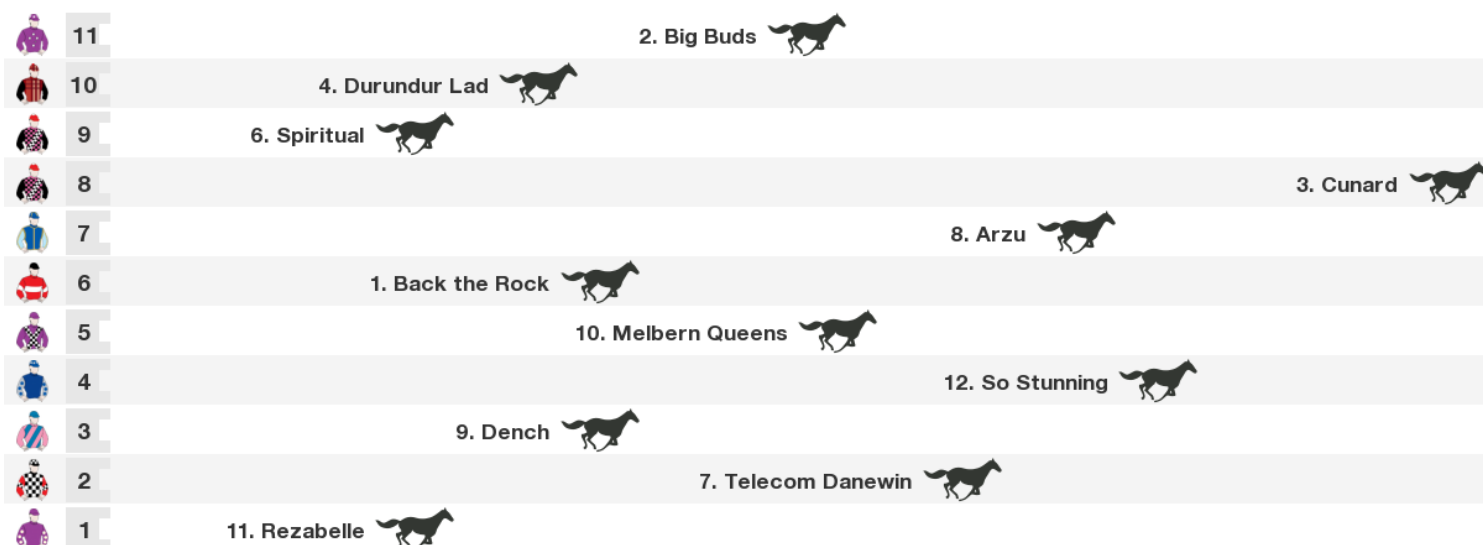 11 2. Big Buds
10 4. Durundur Lad
9 6. Spiritual
8 3. Cunard
7 8. Arzu
6 1. Back the Rock
5 10. Melbern Queens
4 12. So Stunning
3 9. Dench
2 7. Telecom Danewin
1 11. Rezabelle